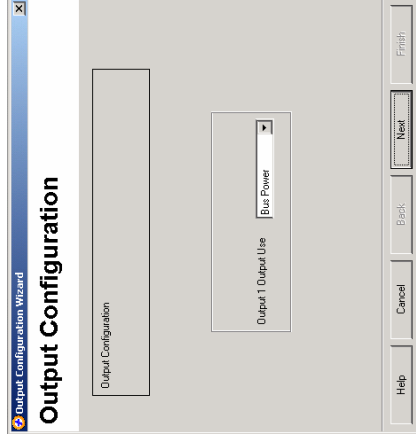 Output Configuration Wizard
Output Configuration
Output Configuration
Output 1 Output Use
Bus Power
Help
Cancel
Back
Next
Finish